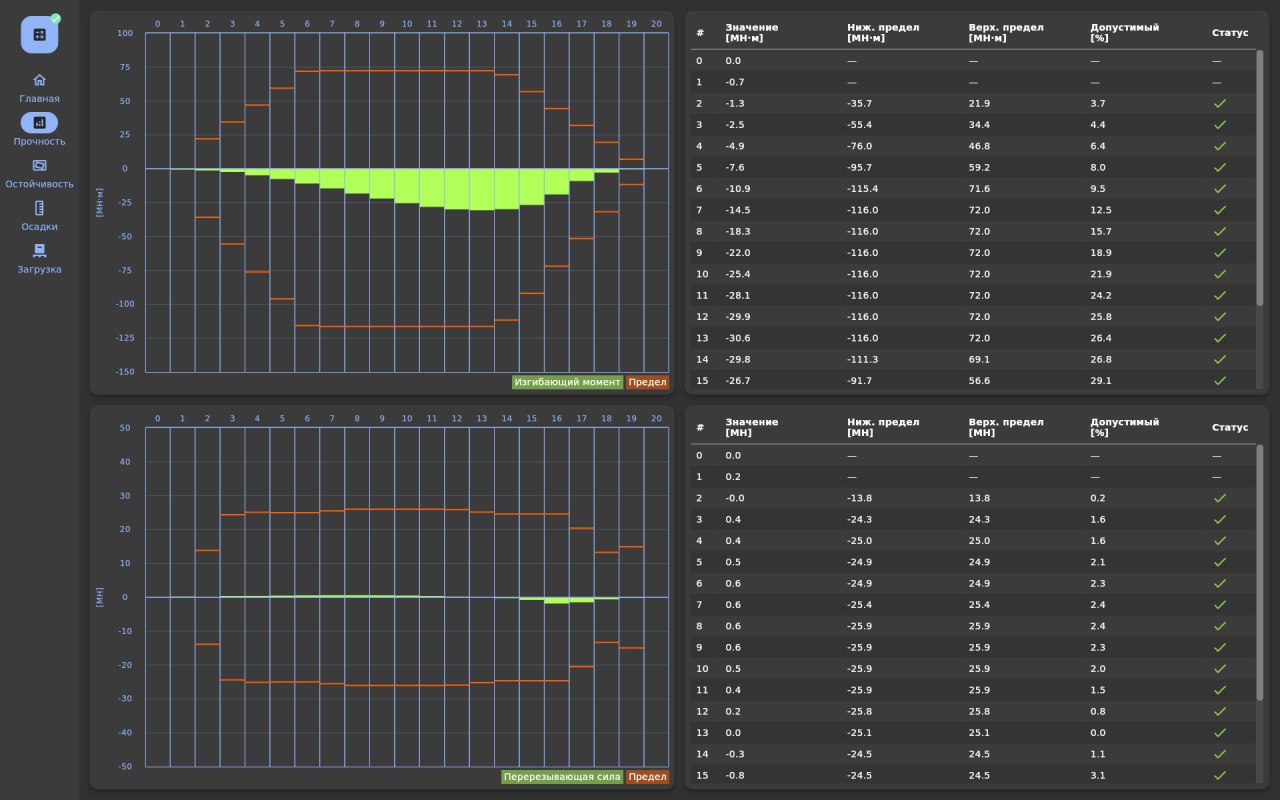 Главная
Прочность
Остойчивость
Осадки
Загрузка
0 1 2 3 4 5 6 7 8 9 10 11 12 13 14 15 16 17 18 19 20
100
75
50
25
0
-25
-50
-75
-100
-125
-150
[МН·м]
Изгибающий момент Предел
# Значение [МН·м] Ниж. предел [МН·м] Верх. предел [МН·м] Допустимый [%] Статус
0 0.0 — — — —
1 -0.7 — — — —
2 -1.3 -35.7 21.9 3.7
3 -2.5 -55.4 34.4 4.4
4 -4.9 -76.0 46.8 6.4
5 -7.6 -95.7 59.2 8.0
6 -10.9 -115.4 71.6 9.5
7 -14.5 -116.0 72.0 12.5
8 -18.3 -116.0 72.0 15.7
9 -22.0 -116.0 72.0 18.9
10 -25.4 -116.0 72.0 21.9
11 -28.1 -116.0 72.0 24.2
12 -29.9 -116.0 72.0 25.8
13 -30.6 -116.0 72.0 26.4
14 -29.8 -111.3 69.1 26.8
15 -26.7 -91.7 56.6 29.1
0 1 2 3 4 5 6 7 8 9 10 11 12 13 14 15 16 17 18 19 20
50
40
30
20
10
0
-10
-20
-30
-40
-50
[МН]
Перерезывающая сила Предел
# Значение [МН] Ниж. предел [МН] Верх. предел [МН] Допустимый [%] Статус
0 0.0 — — — —
1 0.2 — — — —
2 -0.0 -13.8 13.8 0.2
3 0.4 -24.3 24.3 1.6
4 0.4 -25.0 25.0 1.6
5 0.5 -24.9 24.9 2.1
6 0.6 -24.9 24.9 2.3
7 0.6 -25.4 25.4 2.4
8 0.6 -25.9 25.9 2.4
9 0.6 -25.9 25.9 2.3
10 0.5 -25.9 25.9 2.0
11 0.4 -25.9 25.9 1.5
12 0.2 -25.8 25.8 0.8
13 0.0 -25.1 25.1 0.0
14 -0.3 -24.5 24.5 1.1
15 -0.8 -24.5 24.5 3.1